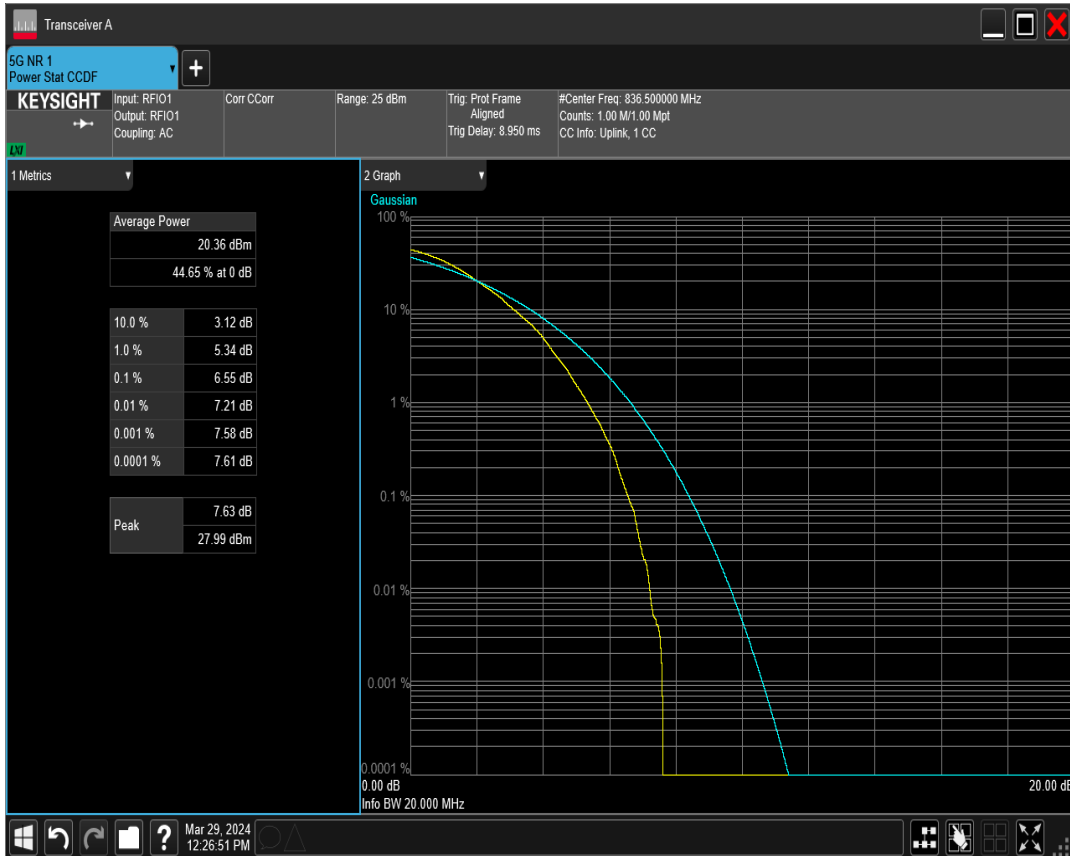 Transceiver A
5G NR 1
Power Stat CCDF
+
KEYSIGHT
LXI
Input: RFIO1
Output: RFIO1
Coupling: AC
Corr CCorr
Range: 25 dBm
Trig: Prot Frame
Aligned
Trig Delay: 8.950 ms
#Center Freq: 836.500000 MHz
Counts: 1.00 M/1.00 Mpt
CC Info: Uplink, 1 CC
1 Metrics
Average Power
20.36 dBm
44.65 % at 0 dB
10.0 % 3.12 dB
1.0 % 5.34 dB
0.1 % 6.55 dB
0.01 % 7.21 dB
0.001 % 7.58 dB
0.0001 % 7.61 dB
Peak 7.63 dB
27.99 dBm
2 Graph
Gaussian
100 %
10 %
1 %
0.1 %
0.01 %
0.001 %
0.0001 %
0.00 dB 20.00 dB
Info BW 20.000 MHz
?
Mar 29, 2024
12:26:51 PM